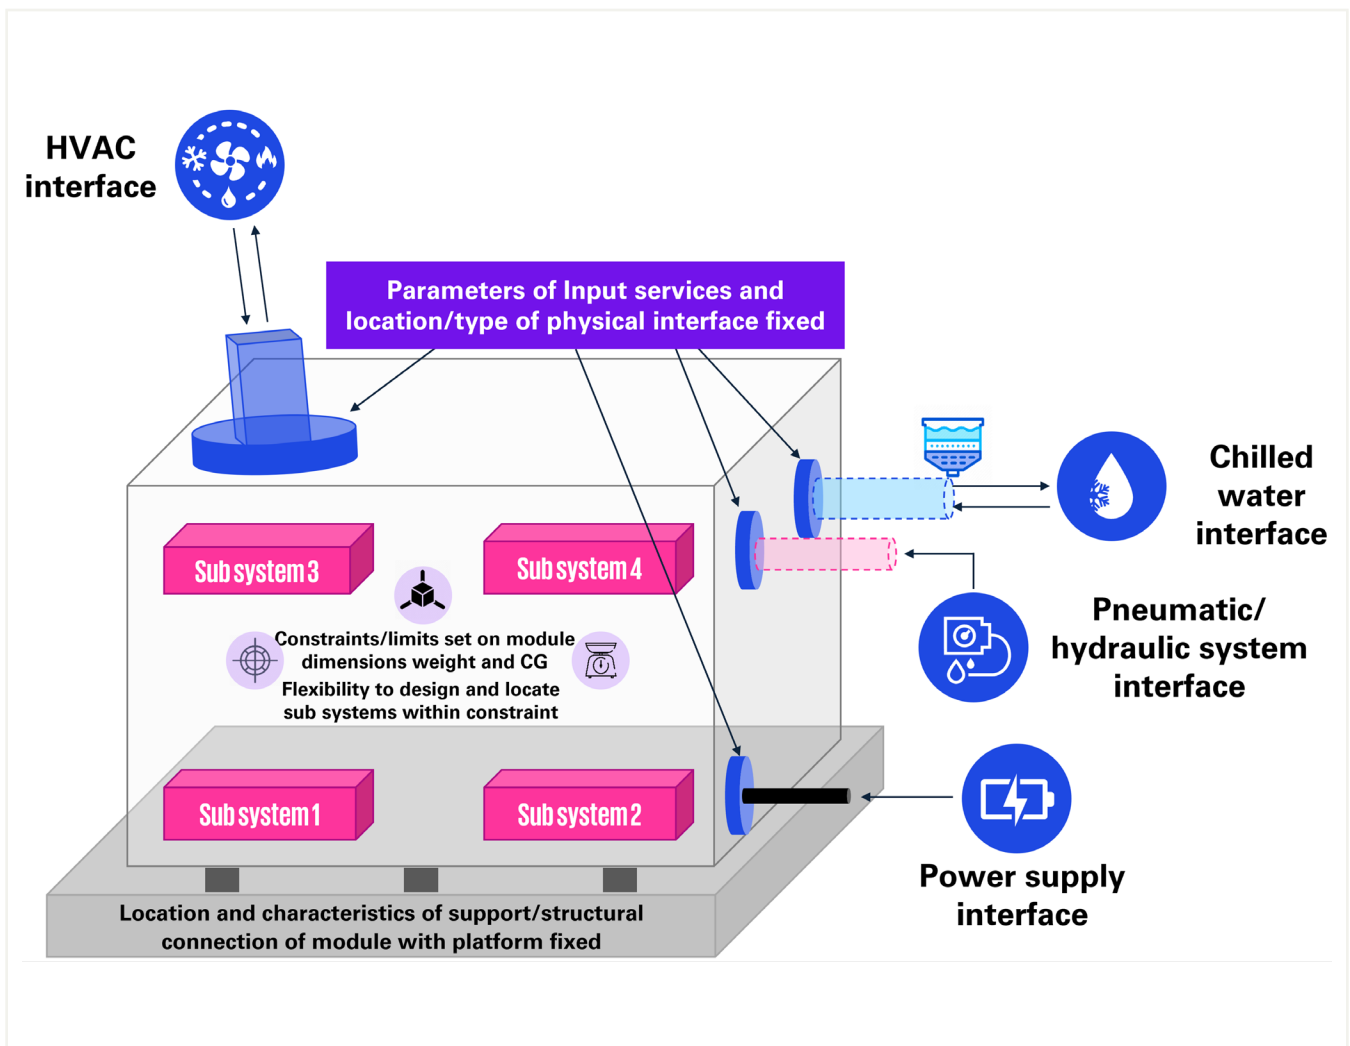 HVAC
interface
Parameters of Input services and
location/type of physical interface fixed
Chilled
water
interface
Sub system 3
Sub system 4
Constraints/limits set on module
dimensions weight and CG
Flexibility to design and locate
sub systems within constraint
Pneumatic/
hydraulic system
interface
Sub system 1
Sub system 2
Power supply
interface
Location and characteristics of support/structural
connection of module with platform fixed